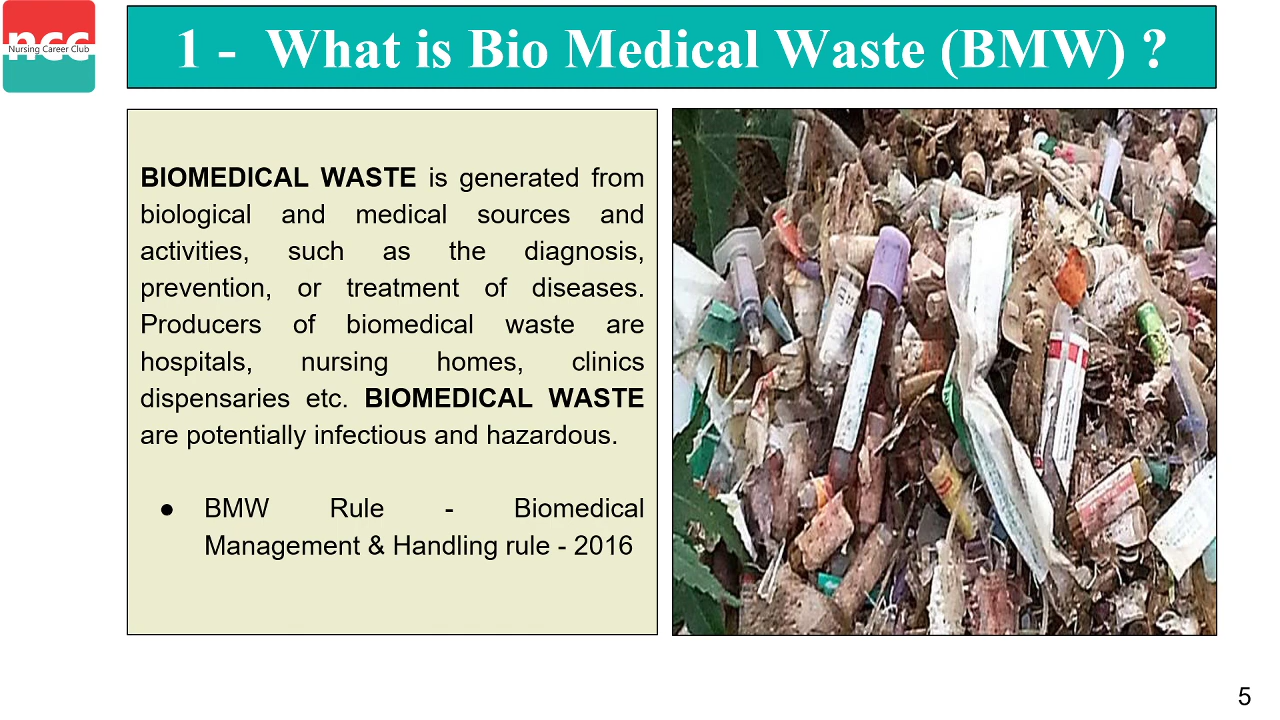 ncc
Nursing Career Club
1 - What is Bio Medical Waste (BMW) ?
BIOMEDICAL WASTE is generated from
biological and medical sources and
activities, such as the diagnosis,
prevention, or treatment of diseases.
Producers of biomedical waste are
hospitals, nursing homes, clinics
dispensaries etc. BIOMEDICAL WASTE
are potentially infectious and hazardous.
● BMW Rule - Biomedical
Management & Handling rule - 2016
5